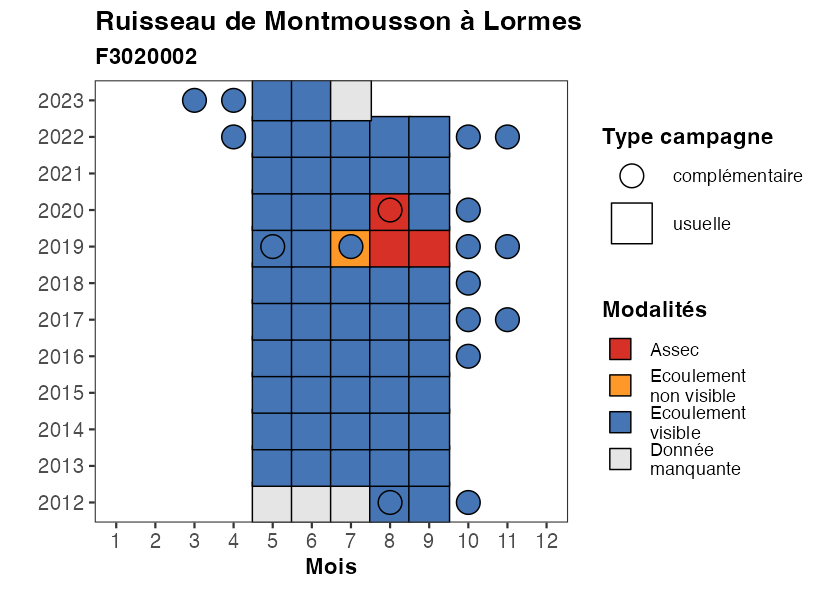 Ruisseau de Montmousson à Lormes
F3020002
2023
2022
2021
2020
2019
2018
2017
2016
2015
2014
2013
2012
1 2 3 4 5 6 7 8 9 10 11 12
Mois
Type campagne
complémentaire
usuelle
Modalités
Assec
Ecoulement
non visible
Ecoulement
visible
Donnée
manquante